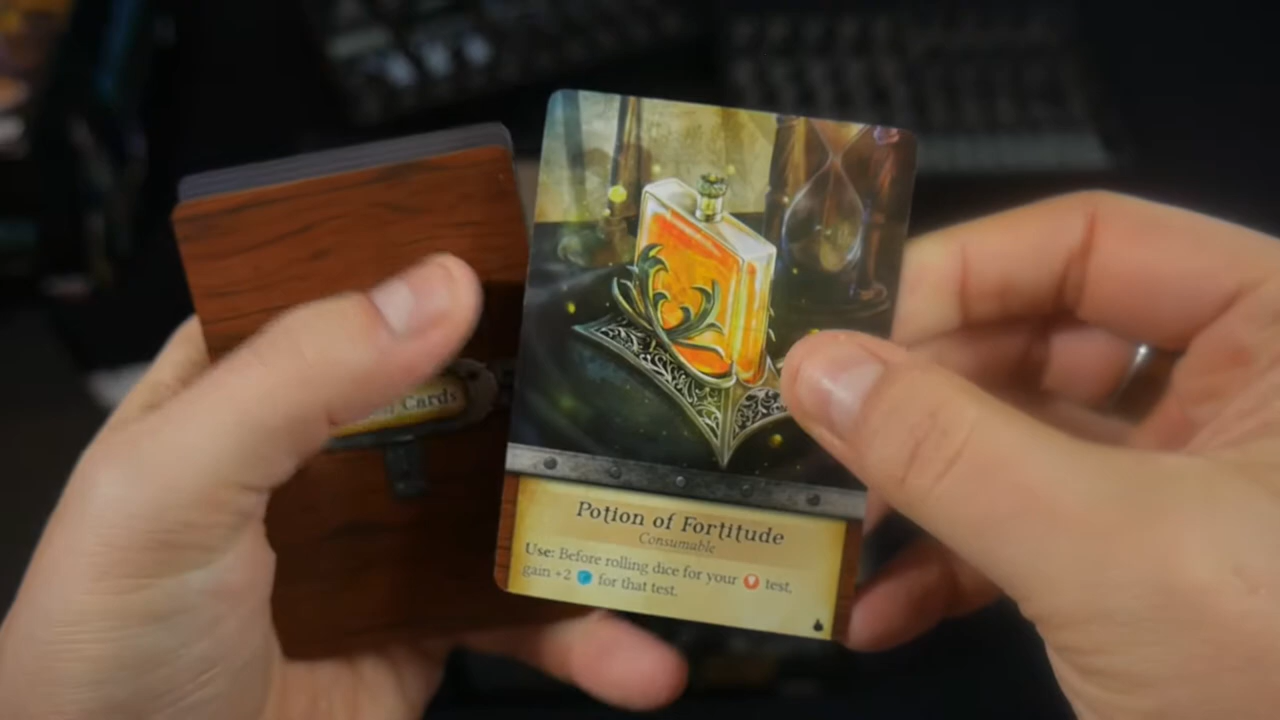 Cards
Potion of Fortitude
Consumable
Use: Before rolling dice for your test,
gain +2 for that test.